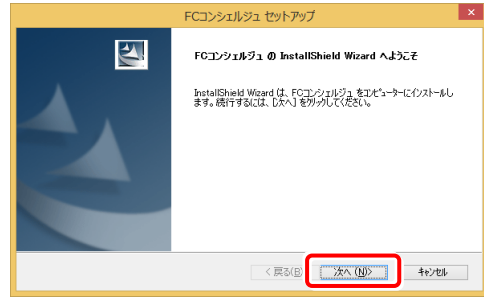 FCコンシェルジュ セットアップ
FCコンシェルジュ の InstallShield Wizard へようこそ
InstallShield Wizard は、FCコンシェルジュ をコンピューターにインストールし
ます。続行するには、[次へ] をクリックしてください。
< 戻る(B) 次へ (N)> キャンセル